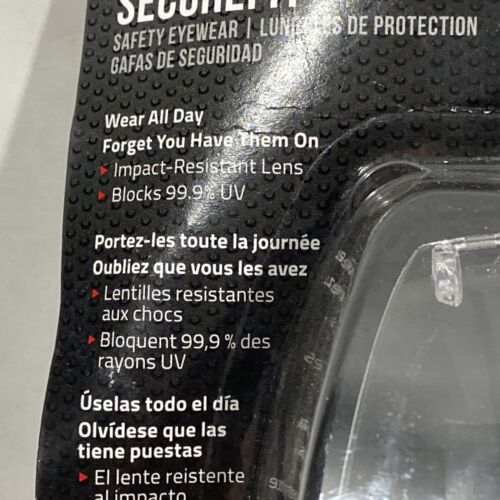 SAFETY EYEWEAR | LUNETTES DE PROTECTION
GAFAS DE SEGURIDAD
Wear All Day
Forget You Have Them On
Impact-Resistant Lens
Blocks 99.9% UV
Portez-les toute la journée
Oubliez que vous les avez
Lentilles resistantes
aux chocs
Bloquent 99,9 % des
rayons UV
Úselas todo el día
Olvídese que las
tiene puestas
El lente reistente
al impacto